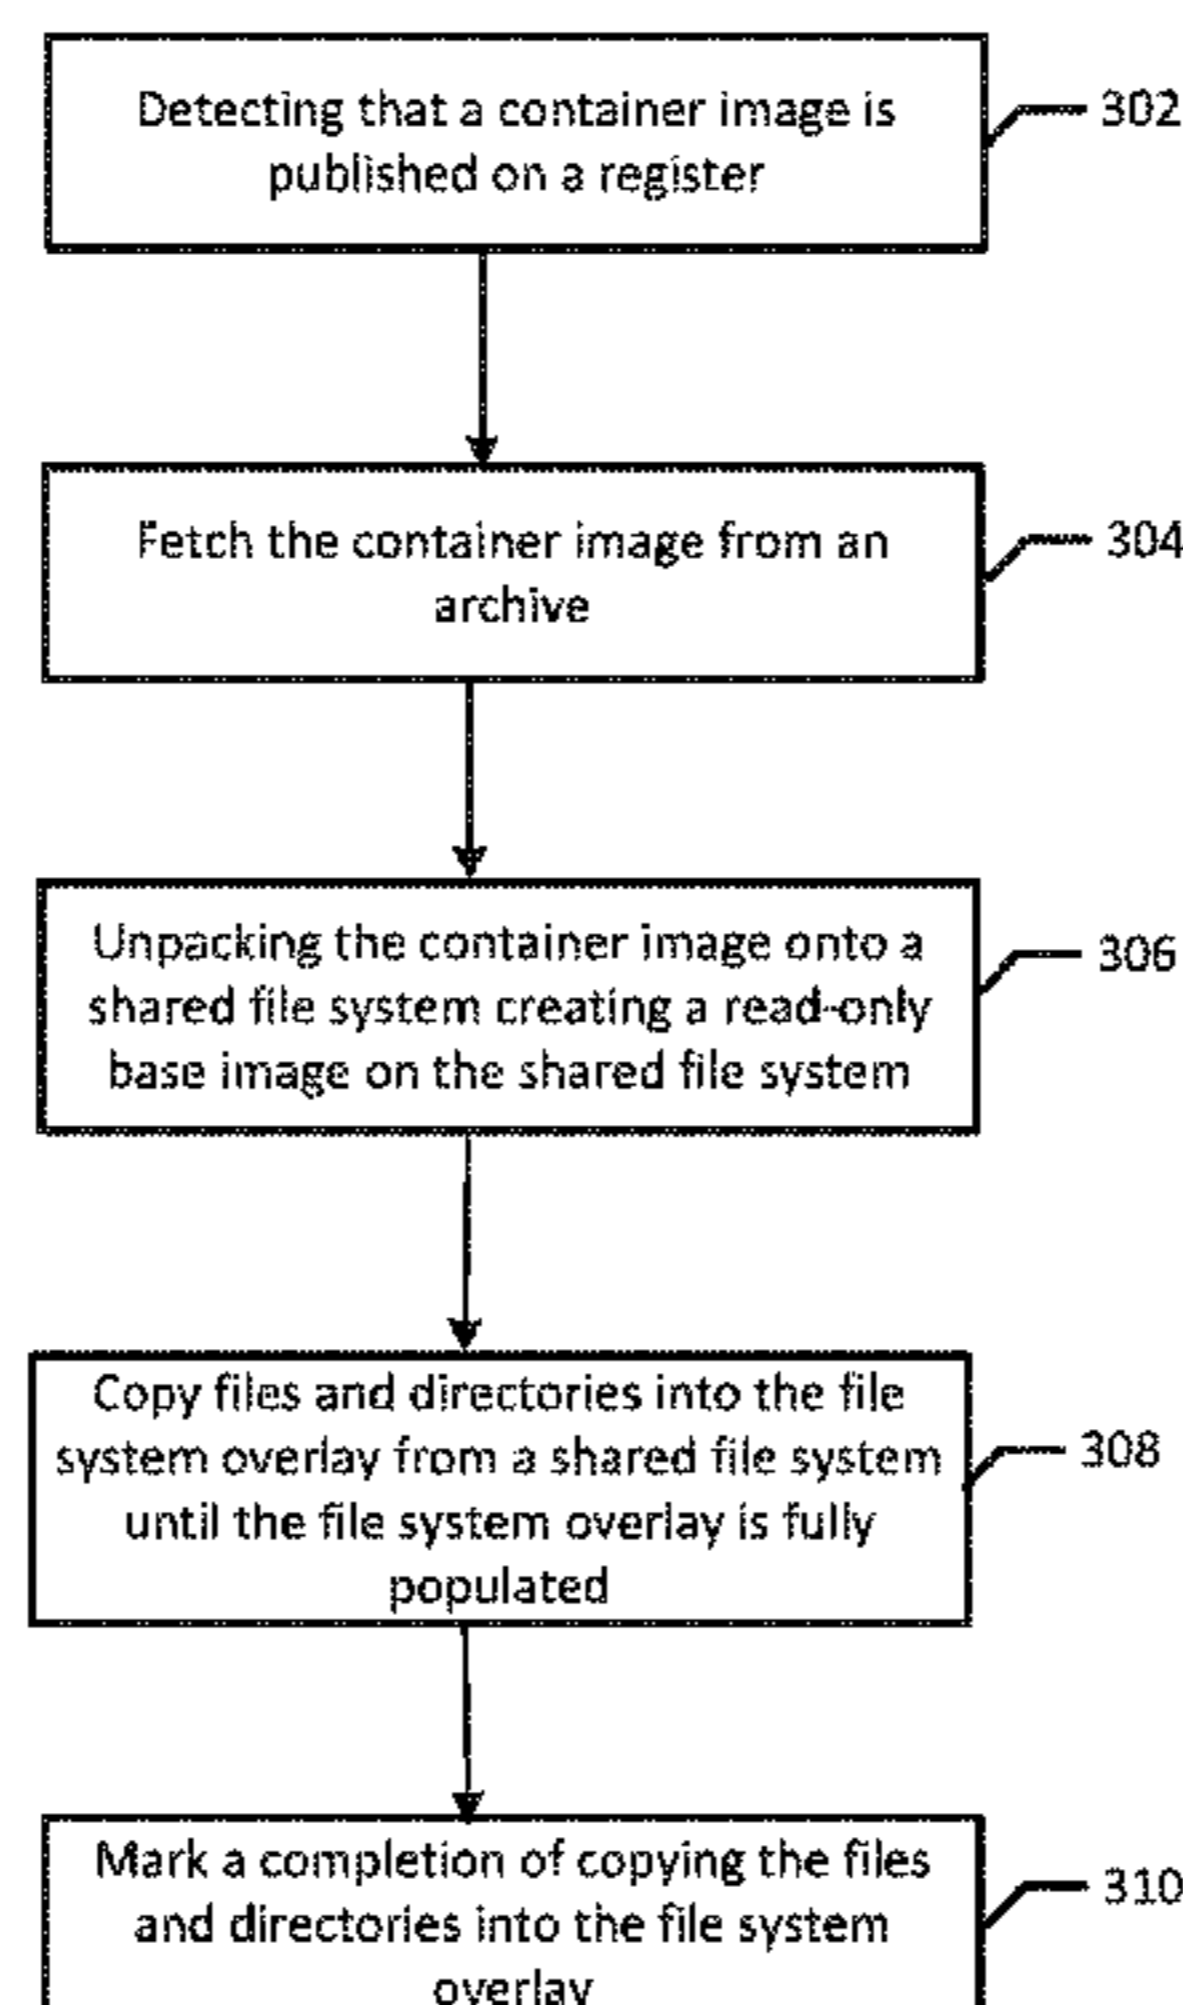 Detecting that a container image is
published on a register
302
Fetch the container image from an
archive
304
Unpacking the container image onto a
shared file system creating a read-only
base image on the shared file system
306
Copy files and directories into the file
system overlay from a shared file system
until the file system overlay is fully
populated
308
Mark a completion of copying the files
and directories into the file system
overlay
310